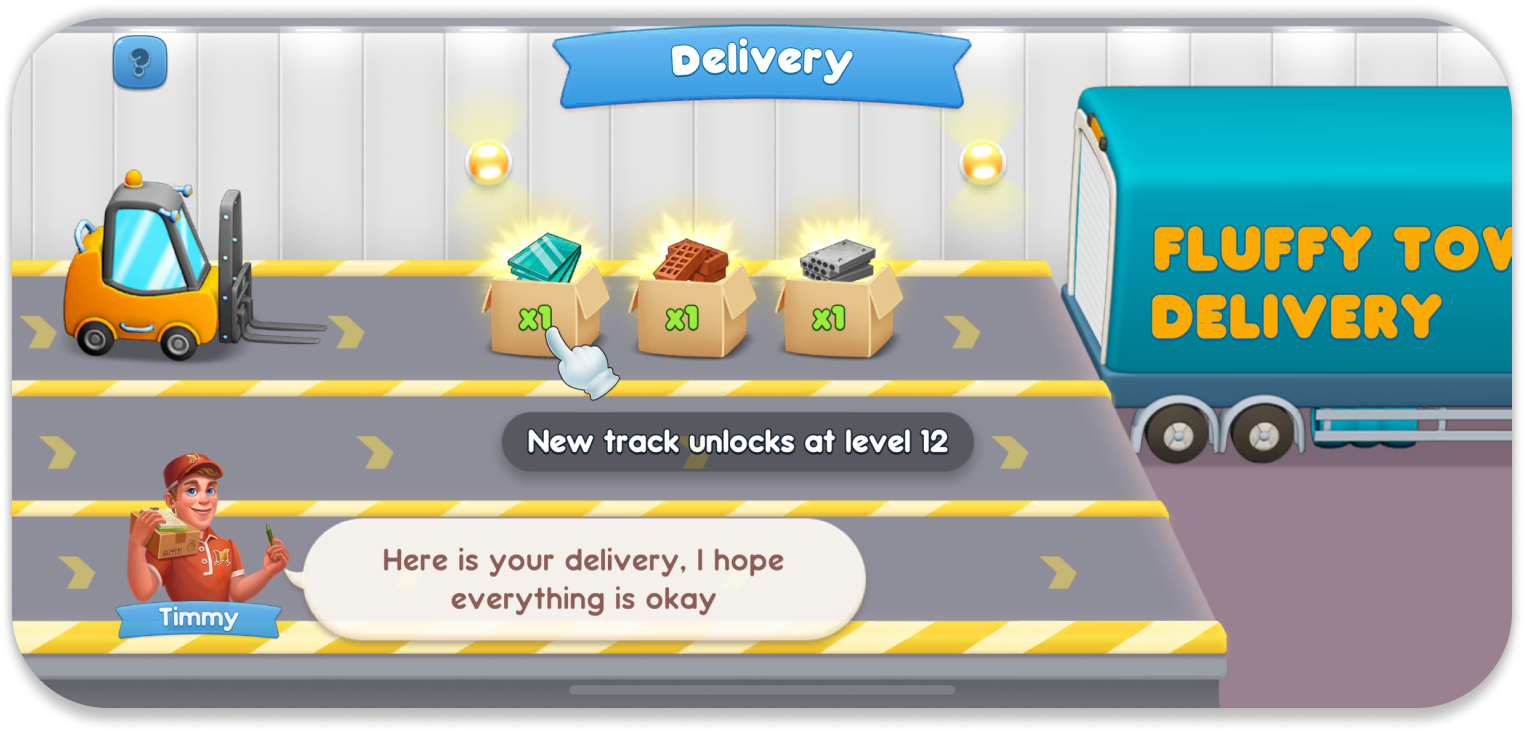 ?
Delivery
FLUFFY TOW
DELIVERY
x1
x1
x1
New track unlocks at level 12
Here is your delivery, I hope
everything is okay
Timmy